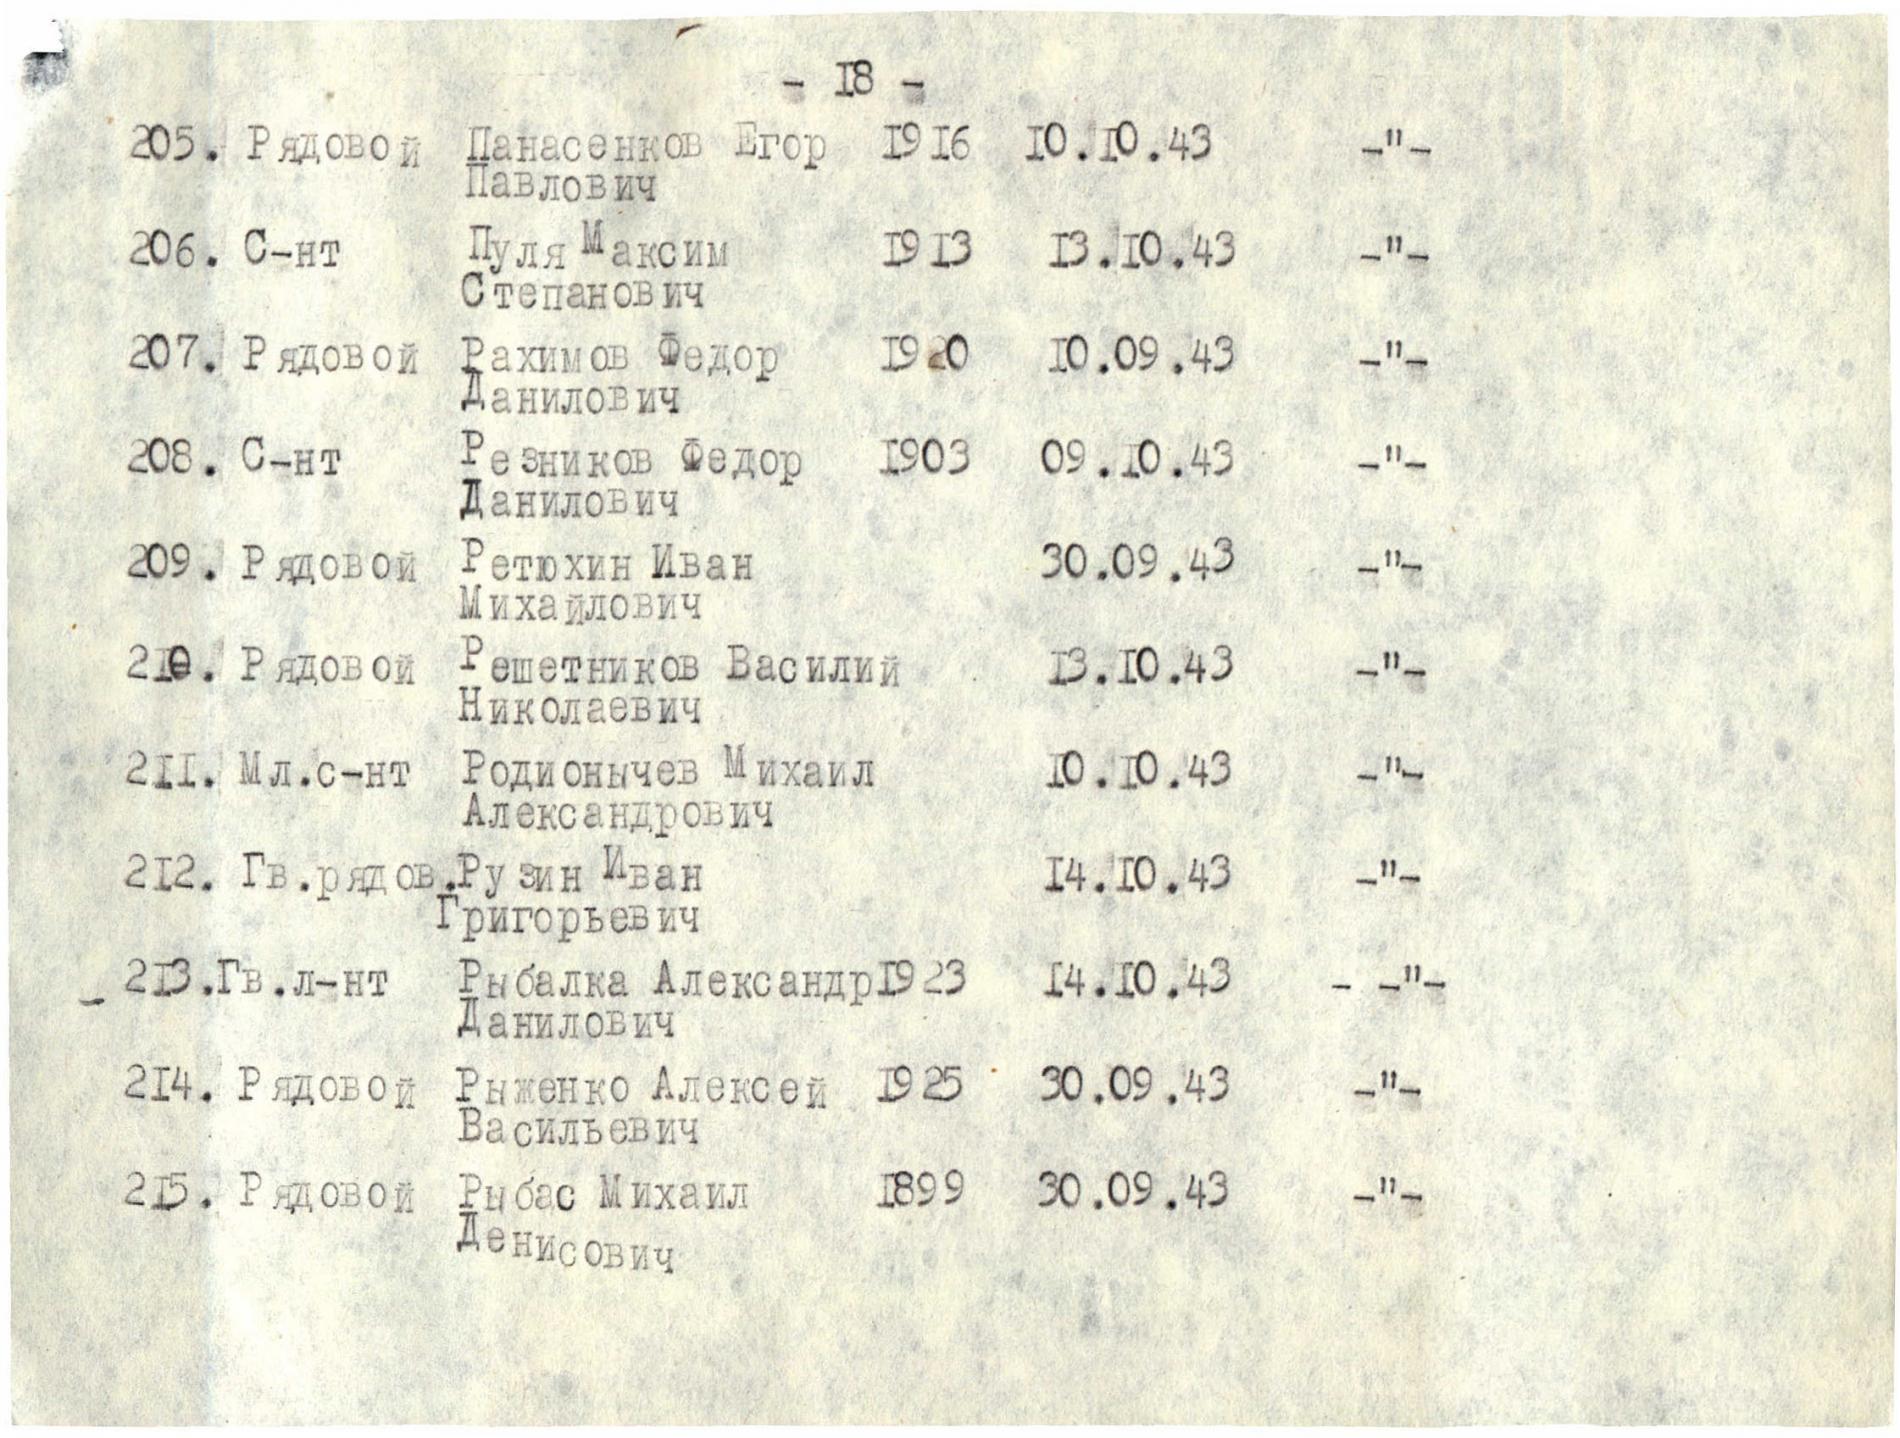 - 18 -
205. Рядовой Панасенков Егор 1916 10.10.43 -"-
Павлович
206. С-нт Пуля Максим 1913 13.10.43 -"-
Степанович
207. Рядовой Рахимов Федор 1920 10.09.43 -"-
Данилович
208. С-нт Резников Федор 1903 09.10.43 -"-
Данилович
209. Рядовой Ретюхин Иван 30.09.43 -"-
Михайлович
210. Рядовой Решетников Василий 13.10.43 -"-
Николаевич
211. Мл.с-нт Родионычев Михаил 10.10.43 -"-
Александрович
212. Гв.рядов.Рузин Иван 14.10.43 -"-
Григорьевич
- 213.Гв.л-нт Рыбалка Александр1923 14.10.43 - -"-
Данилович
214. Рядовой Рыженко Алексей 1925 30.09.43 -"-
Васильевич
215. Рядовой Рыбас Михаил 1899 30.09.43 -"-
Денисович